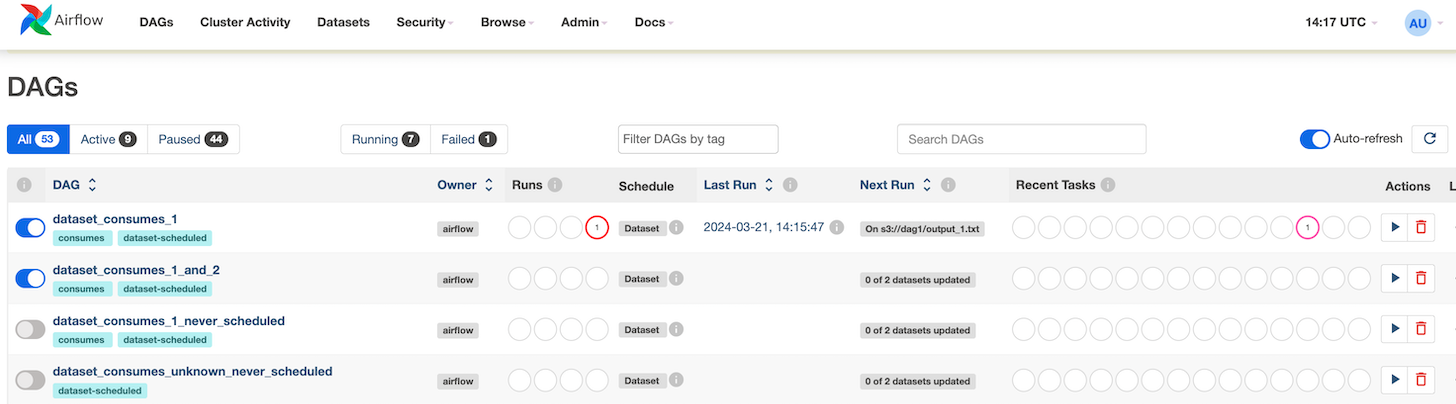 Airflow DAGs Cluster Activity Datasets Security Browse Admin Docs 14:17 UTC AU
DAGs
All 53 Active 9 Paused 44 Running 7 Failed 1 Filter DAGs by tag Search DAGs Auto-refresh
i DAG Owner Runs i Schedule Last Run i Next Run i Recent Tasks i Actions L
dataset_consumes_1
airflow 1 Dataset i 2024-03-21, 14:15:47 i On s3://dag1/output_1.txt 1
consumes dataset-scheduled
dataset_consumes_1_and_2
airflow Dataset i 0 of 2 datasets updated
consumes dataset-scheduled
dataset_consumes_1_never_scheduled
airflow Dataset i 0 of 2 datasets updated
consumes dataset-scheduled
dataset_consumes_unknown_never_scheduled
airflow Dataset i 0 of 2 datasets updated
dataset-scheduled